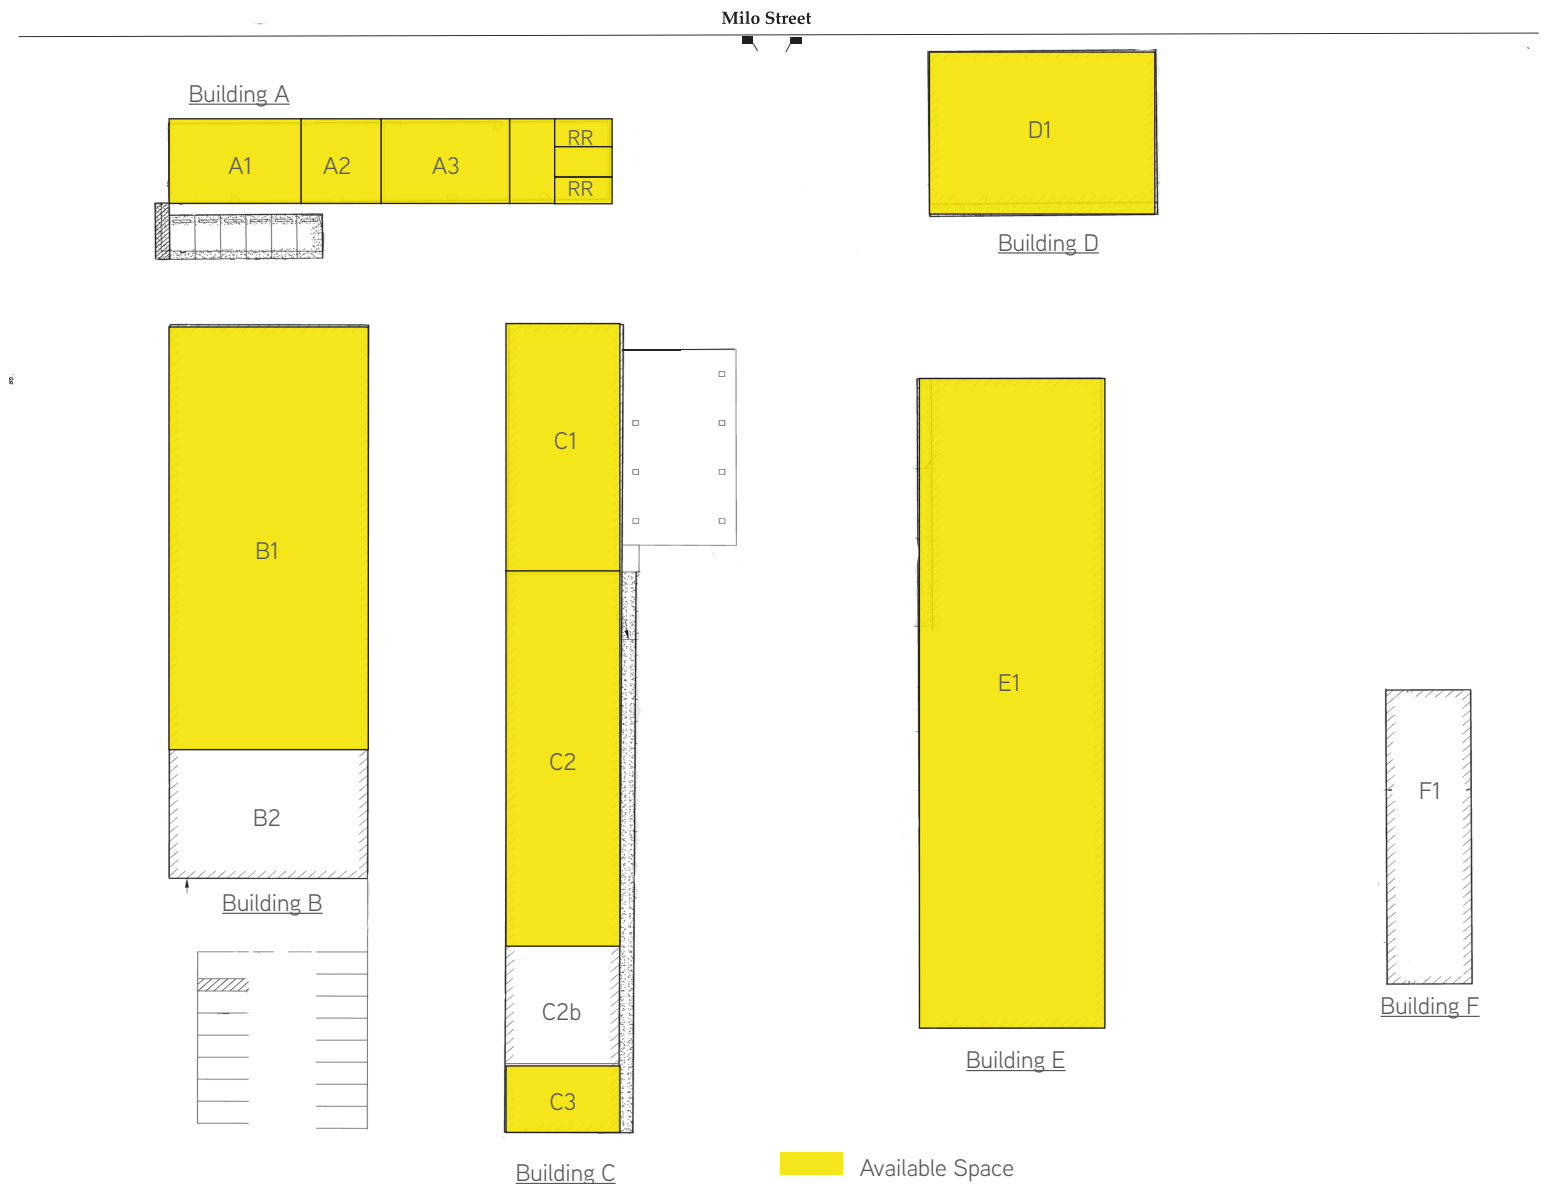 Milo Street
Building A
A1
A2
A3
RR
RR
D1
Building D
B1
B2
Building B
C1
C2
C2b
C3
Building C
E1
Building E
F1
Building F
Available Space